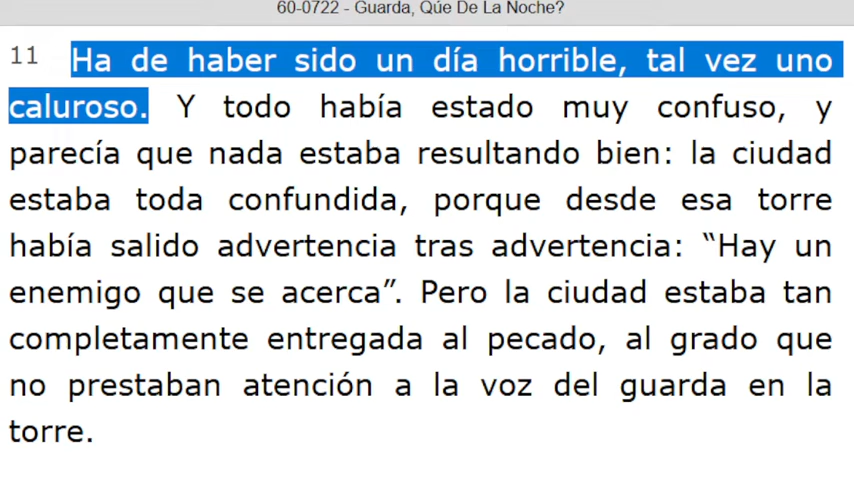 60-0722 - Guarda, Qúe De La Noche?
11 Ha de haber sido un día horrible, tal vez uno
caluroso. Y todo había estado muy confuso, y
parecía que nada estaba resultando bien: la ciudad
estaba toda confundida, porque desde esa torre
había salido advertencia tras advertencia: “Hay un
enemigo que se acerca”. Pero la ciudad estaba tan
completamente entregada al pecado, al grado que
no prestaban atención a la voz del guarda en la
torre.